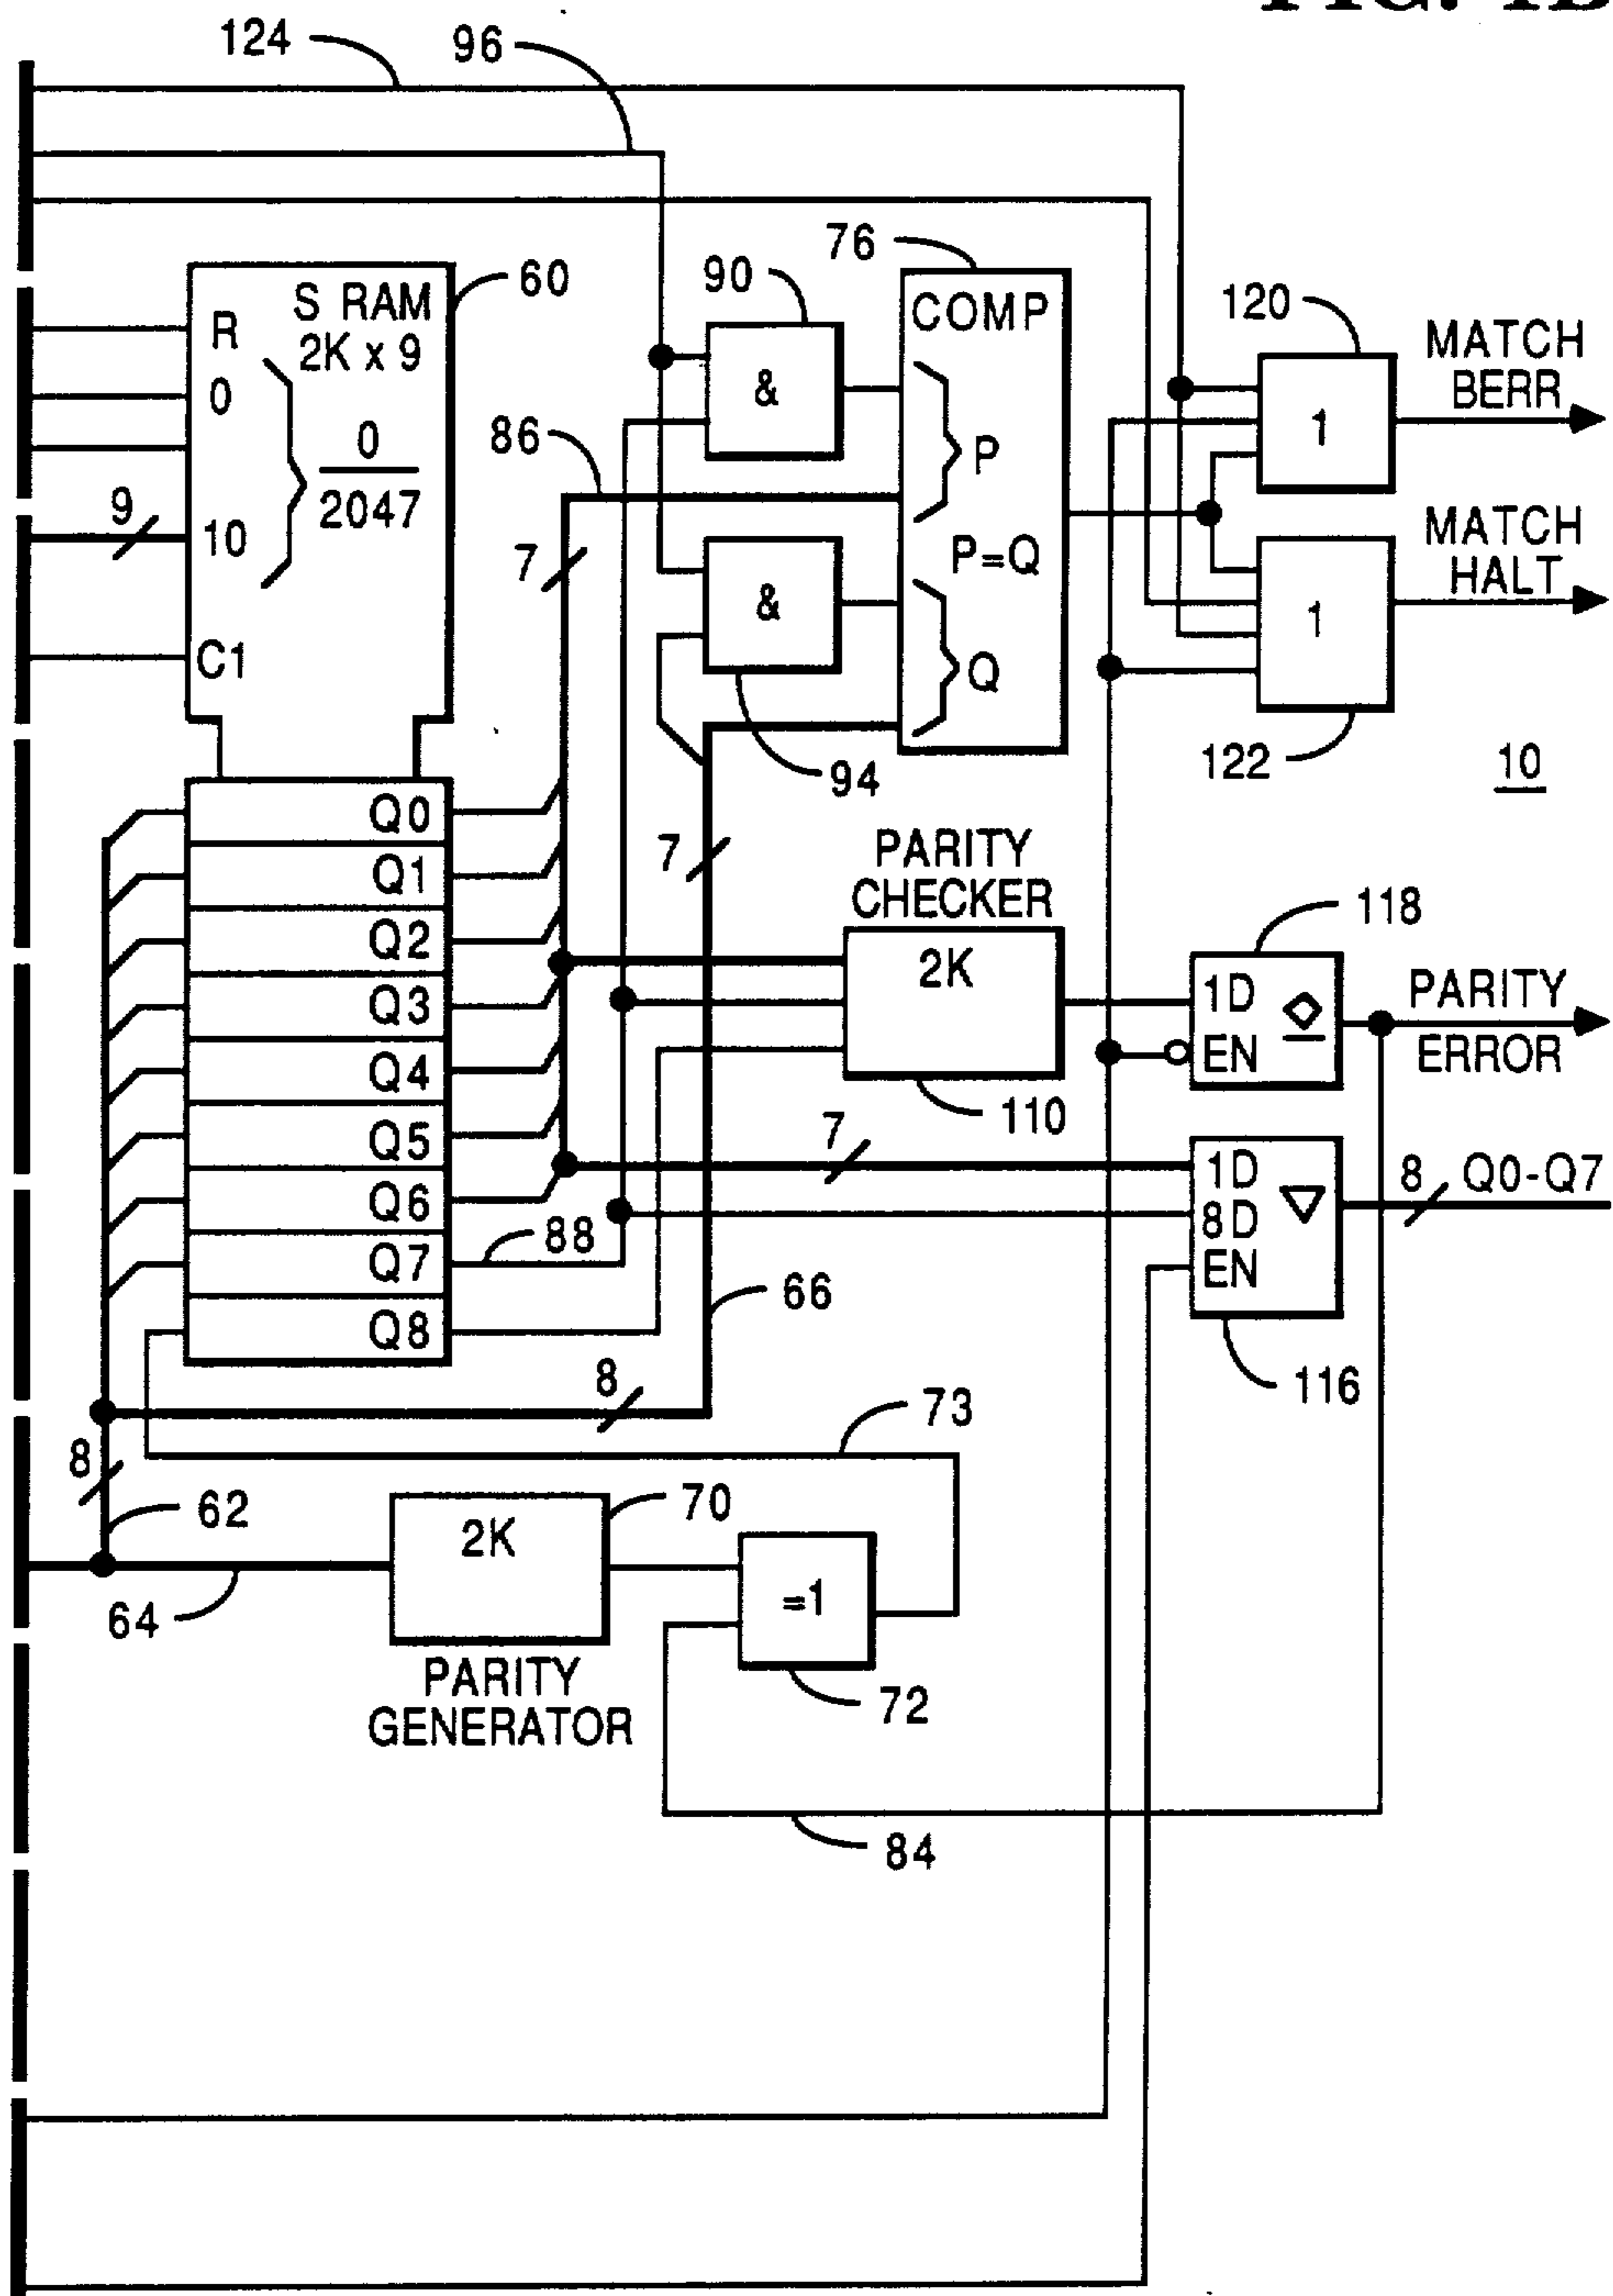 124
96
76
60
90
120
S RAM
2K x 9
R
0
10
C1
0
2047
9
86
7
COMP
P
P=Q
Q
&
&
1
1
MATCH
BERR
MATCH
HALT
122
10
94
7
Q0
Q1
Q2
Q3
Q4
Q5
Q6
Q7
Q8
PARITY
CHECKER
2K
110
118
1D
EN
PARITY
ERROR
7
1D
8D
EN
8
Q0-Q7
116
88
66
8
73
8
62
64
2K
70
PARITY
GENERATOR
=1
72
84